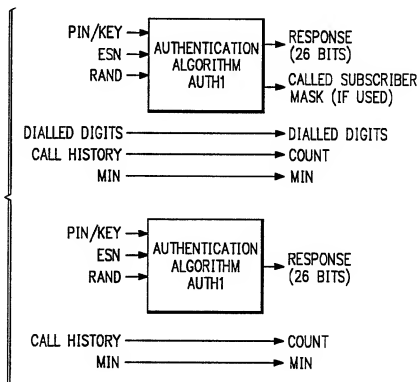 PIN/KEY
ESN
RAND
AUTHENTICATION
ALGORITHM
AUTH1
RESPONSE
(26 BITS)
CALLED SUBSCRIBER
MASK (IF USED)
DIALLED DIGITS DIALLED DIGITS
CALL HISTORY COUNT
MIN MIN
PIN/KEY
ESN
RAND
AUTHENTICATION
ALGORITHM
AUTH1
RESPONSE
(26 BITS)
CALL HISTORY COUNT
MIN MIN